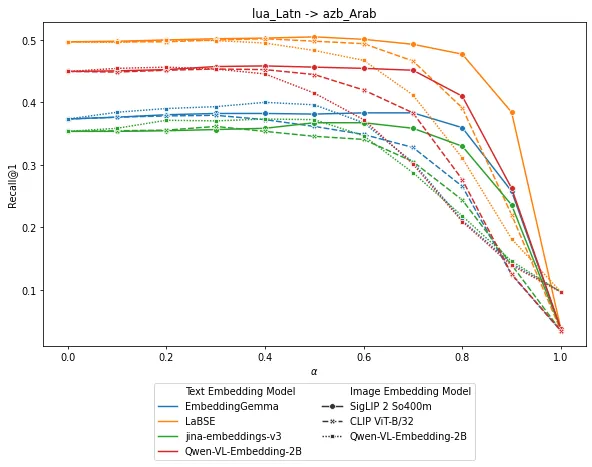 lua_Latn -> azb_Arab
Recall@1
0.5
0.4
0.3
0.2
0.1
0.0 0.2 0.4 0.6 0.8 1.0
α
Text Embedding Model Image Embedding Model
EmbeddingGemma SigLIP 2 So400m
LaBSE CLIP ViT-B/32
jina-embeddings-v3 Qwen-VL-Embedding-2B
Qwen-VL-Embedding-2B